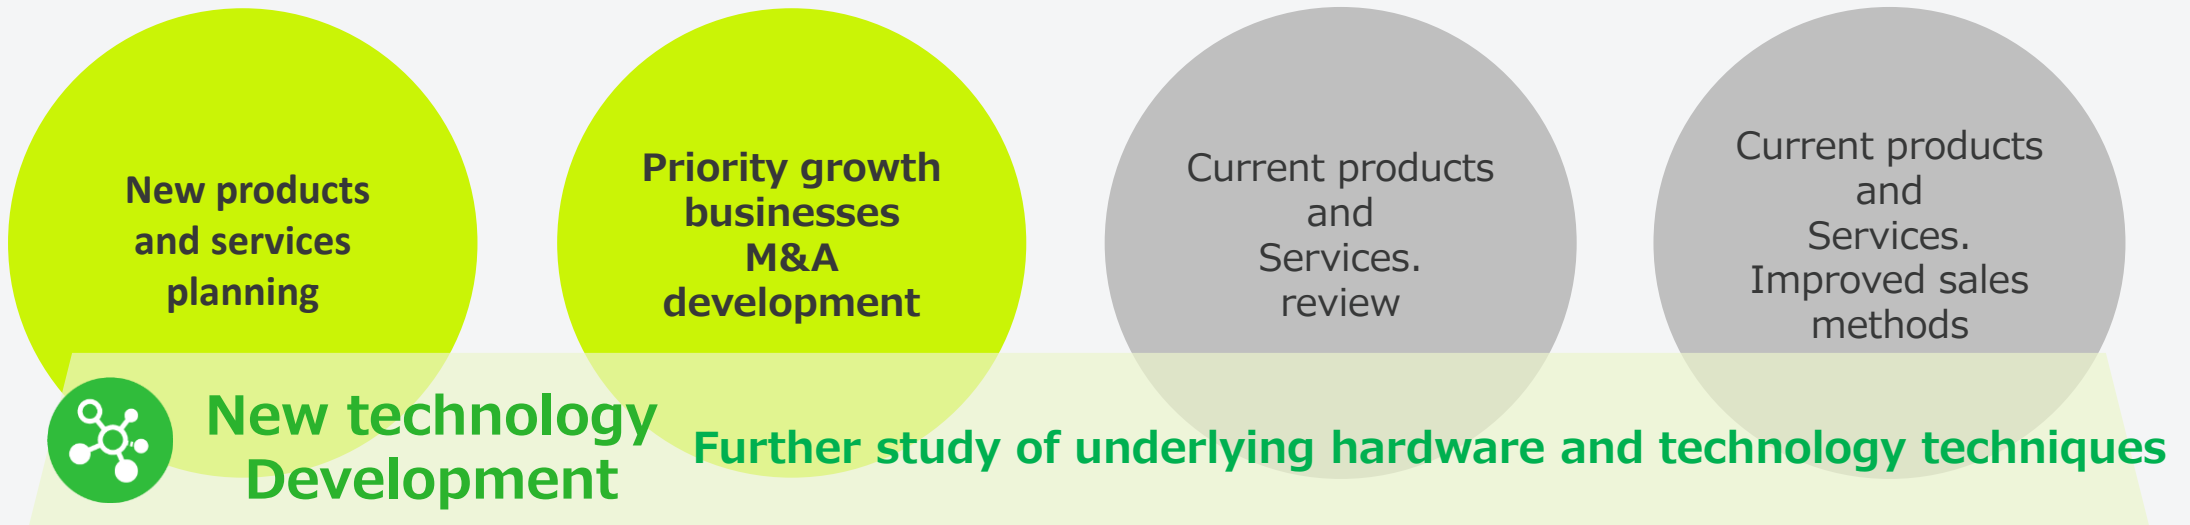 New products
and services
planning
Priority growth
businesses
M&A
development
Current products
and
Services.
review
Current products
and
Services.
Improved sales
methods
New technology
Development
Further study of underlying hardware and technology techniques